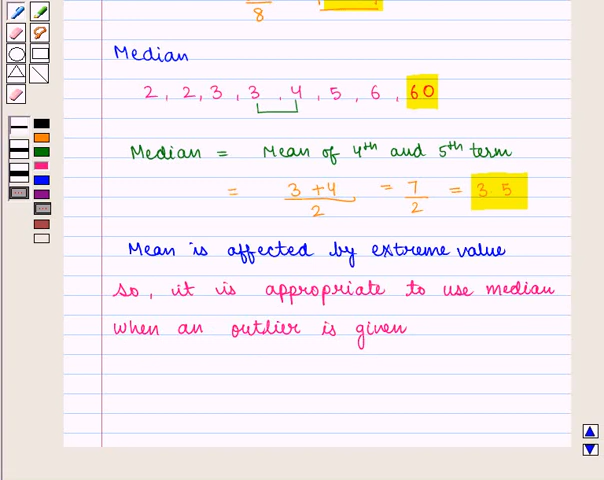 8
Median
2, 2, 3, 3, 4, 5, 6, 60
Median = Mean of 4th and 5th term
= 3 + 4 / 2 = 7 / 2 = 3.5
Mean is affected by extreme value
so, it is appropriate to use median
when an outlier is given